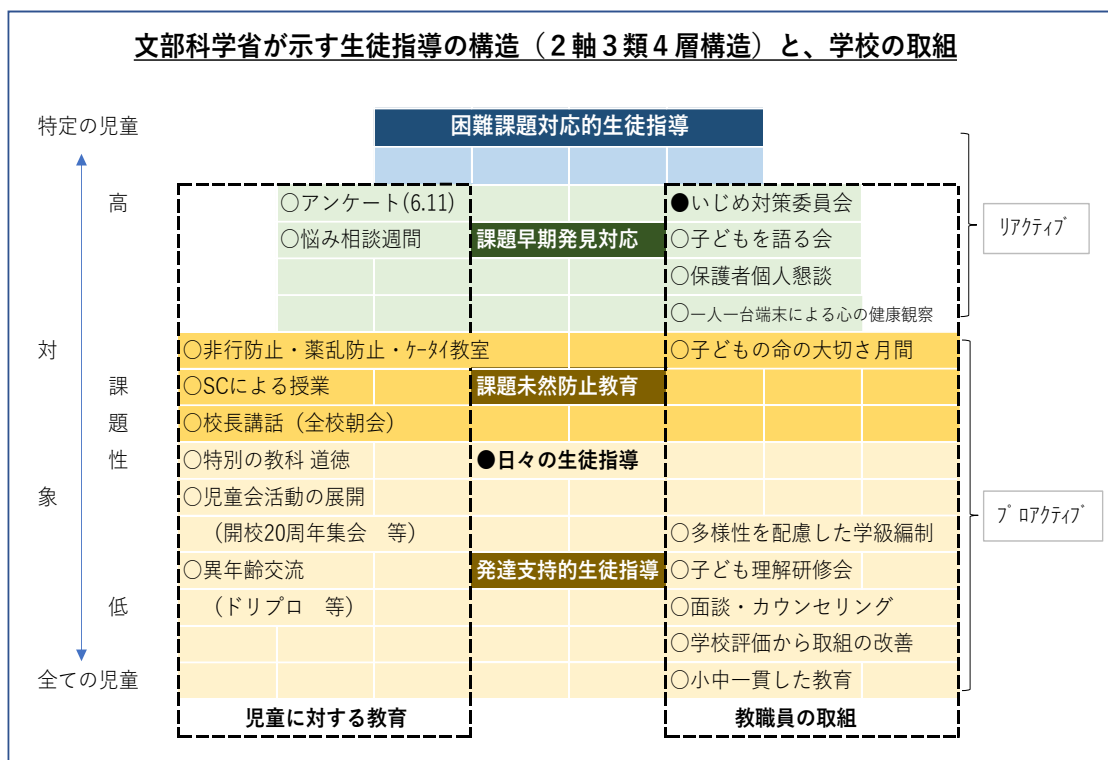 文部科学省が示す生徒指導の構造（２軸３類４層構造）と、学校の取組
特定の児童
困難課題対応的生徒指導
高
○アンケート(6.11)
●いじめ対策委員会
○悩み相談週間
課題早期発見対応
○子どもを語る会
ﾘｱｸﾃｨﾌﾞ
○保護者個人懇談
○一人一台端末による心の健康観察
対
○非行防止・薬乱防止・ｹｰﾀｲ教室
○子どもの命の大切さ月間
課
○SCによる授業
課題未然防止教育
題
○校長講話（全校朝会）
性
○特別の教科 道徳
●日々の生徒指導
象
○児童会活動の展開
（開校20周年集会　等）
○多様性を配慮した学級編制
ﾌﾟﾛｱｸﾃｨﾌﾞ
○異年齢交流
発達支持的生徒指導
○子ども理解研修会
低
（ドリプロ　等）
○面談・カウンセリング
○学校評価から取組の改善
全ての児童
○小中一貫した教育
児童に対する教育
教職員の取組